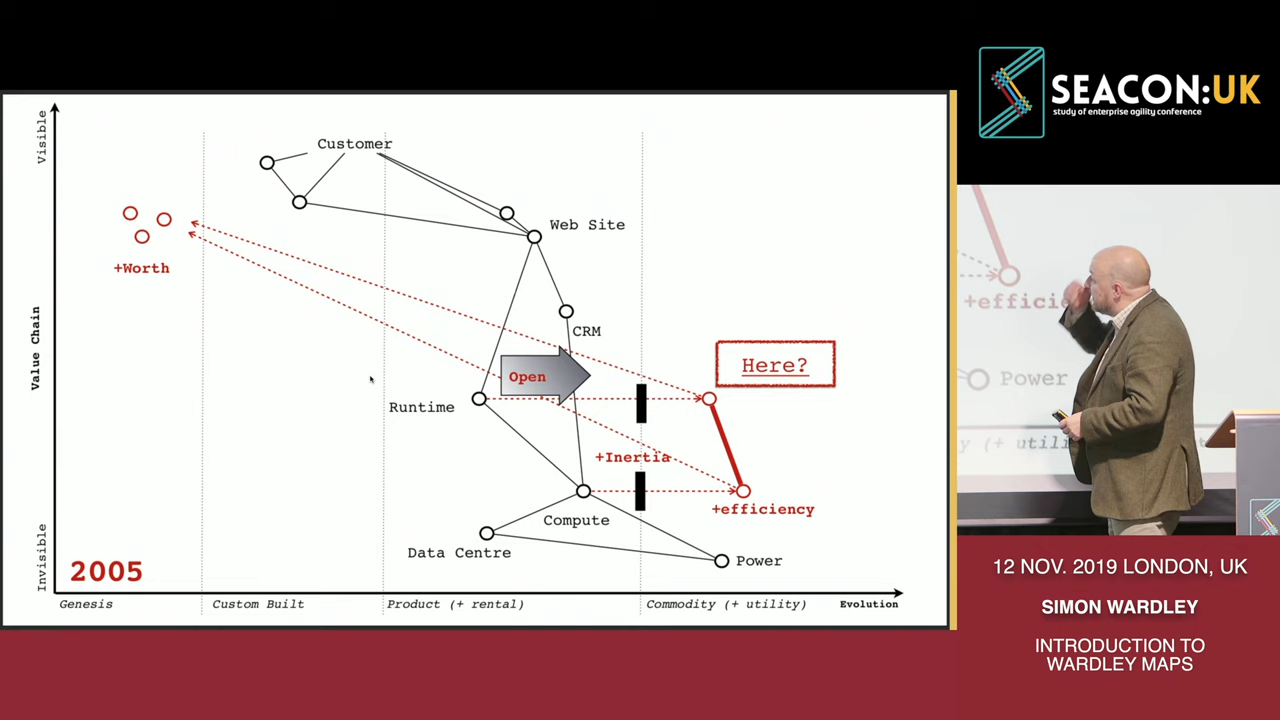 SEACON:UK
study of enterprise agility conference
Visible
Value Chain
Invisible
Customer
Web Site
+Worth
CRM
Here?
Open
Runtime
+Inertia
+efficiency
Compute
Data Centre
Power
2005
Genesis
Custom Built
Product (+ rental)
Commodity (+ utility)
Evolution
+effici
Power
(+ utili
12 NOV. 2019 LONDON, UK
SIMON WARDLEY
INTRODUCTION TO
WARDLEY MAPS